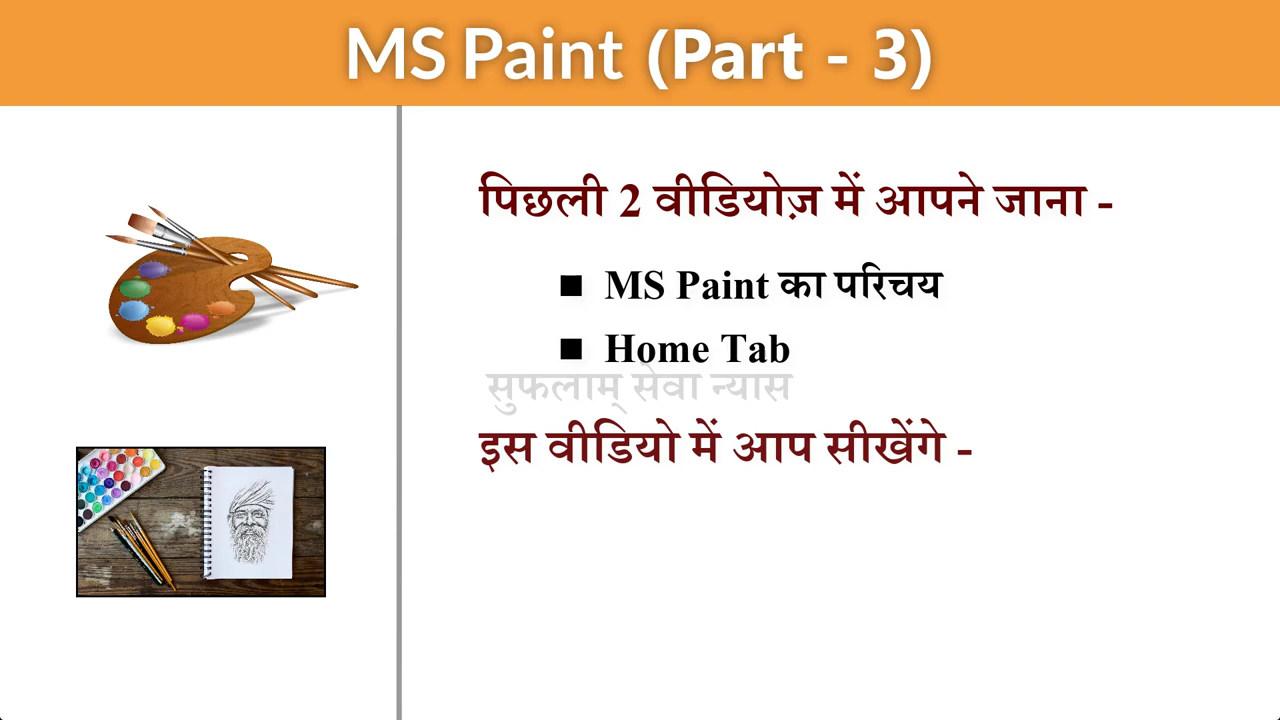 MS Paint (Part - 3)
पिछली 2 वीडियोज़ में आपने जाना -
■ MS Paint का परिचय
■ Home Tab
सुफलाम् सेवा न्यास
इस वीडियो में आप सीखेंगे -